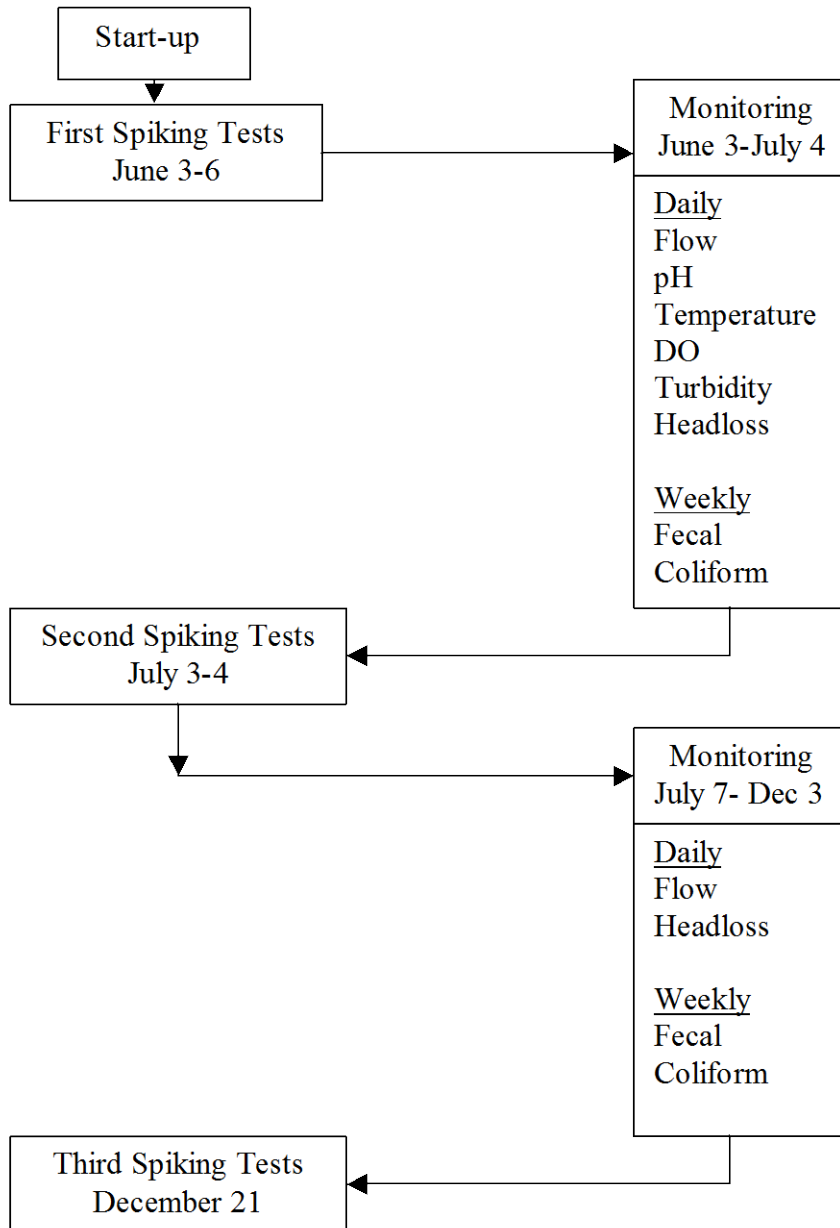 Start-up
First Spiking Tests
June 3-6
Monitoring
June 3-July 4
Daily
Flow
pH
Temperature
DO
Turbidity
Headloss
Weekly
Fecal
Coliform
Second Spiking Tests
July 3-4
Monitoring
July 7- Dec 3
Daily
Flow
Headloss
Weekly
Fecal
Coliform
Third Spiking Tests
December 21